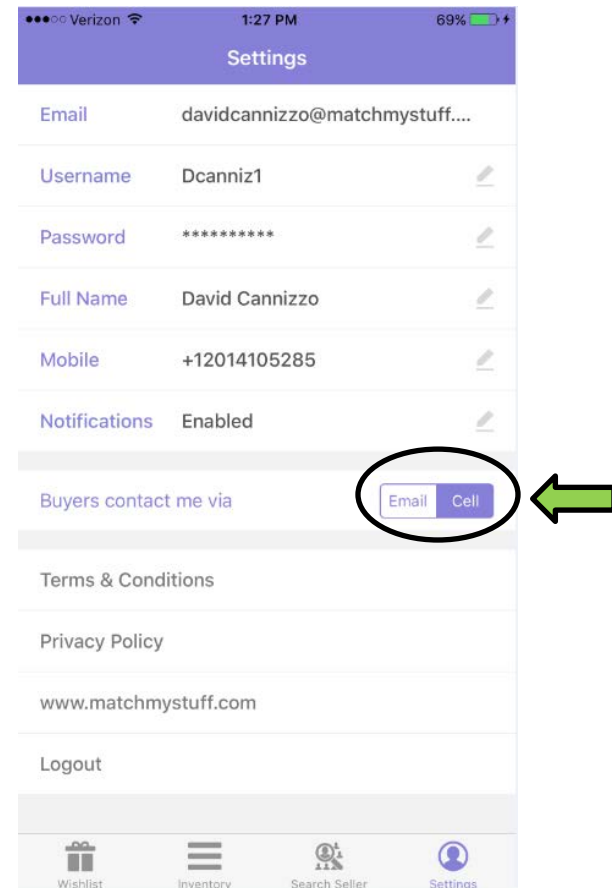 Verizon 1:27 PM 69%
Settings
Email davidcannizzo@matchmystuff....
Username Dcanniz1
Password **********
Full Name David Cannizzo
Mobile +12014105285
Notifications Enabled
Buyers contact me via Email Cell
Terms & Conditions
Privacy Policy
www.matchmystuff.com
Logout
Wishlist Inventory Search Seller Settings